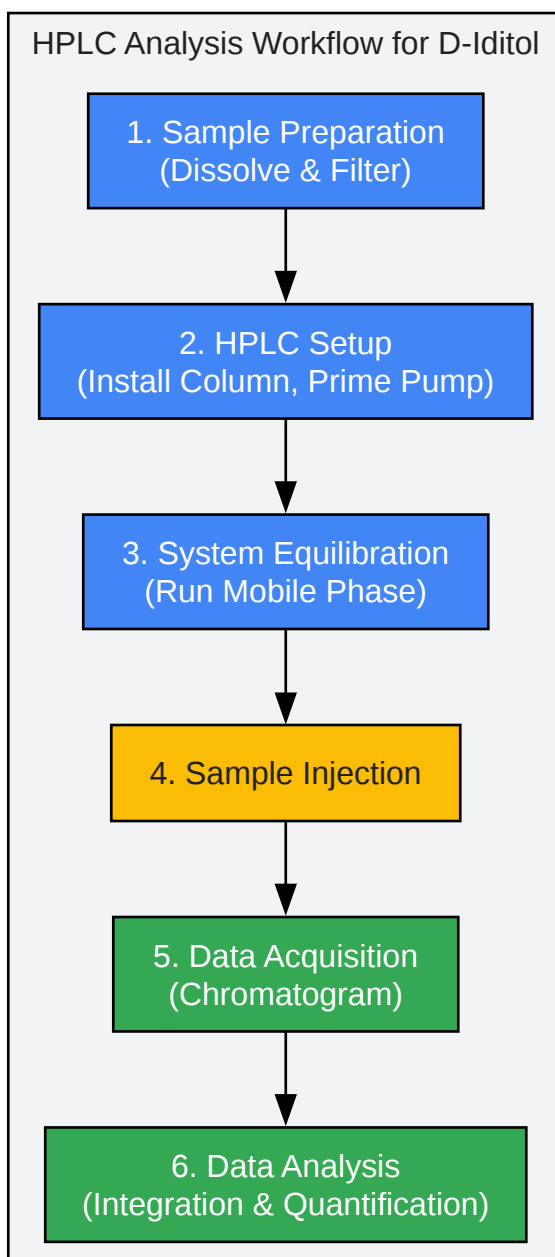 HPLC Analysis Workflow for D-Iditol
1. Sample Preparation
(Dissolve & Filter)
2. HPLC Setup
(Install Column, Prime Pump)
3. System Equilibration
(Run Mobile Phase)
4. Sample Injection
5. Data Acquisition
(Chromatogram)
6. Data Analysis
(Integration & Quantification)